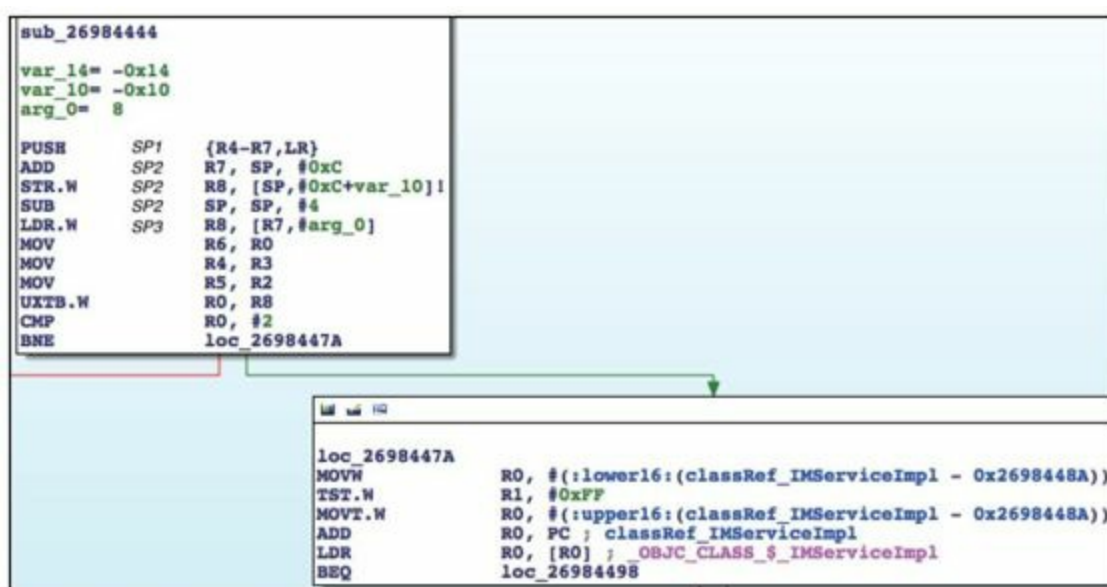 sub_26984444
var_14= -0x14
var_10= -0x10
arg_0= 8
PUSH SP1 {R4-R7,LR}
ADD SP2 R7, SP, #0xC
STR.W SP2 R8, [SP,#0xC+var_10]!
SUB SP2 SP, SP, #4
LDR.W SP3 R8, [R7,#arg_0]
MOV R6, R0
MOV R4, R3
MOV R5, R2
UXTB.W R0, R8
CMP R0, #2
BNE loc_2698447A
loc_2698447A
MOVW R0, #(:lower16:(classRef_IMServiceImpl - 0x2698448A))
TST.W R1, #0xFF
MOVT.W R0, #(:upper16:(classRef_IMServiceImpl - 0x2698448A))
ADD R0, PC ; classRef_IMServiceImpl
LDR R0, [R0] ; _OBJC_CLASS_$_IMServiceImpl
BEQ loc_26984498